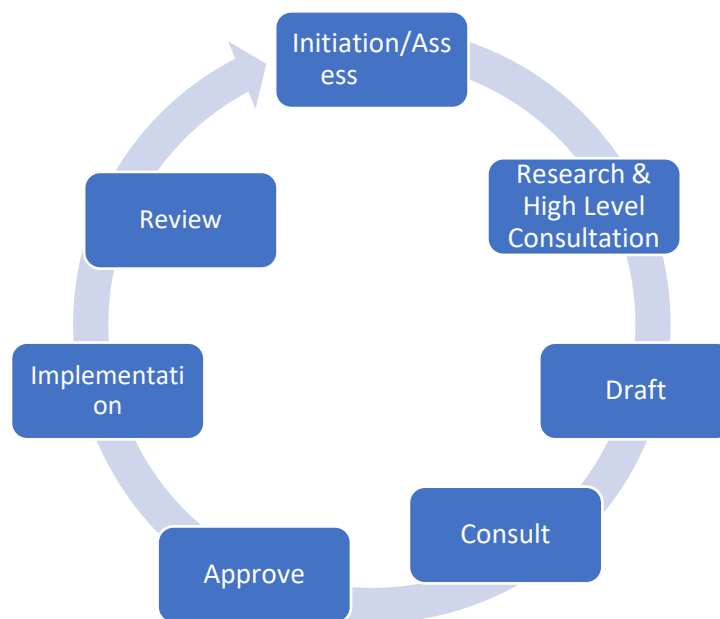 Initiation/Ass
ess
Research &
High Level
Consultation
Draft
Consult
Approve
Implementati
on
Review